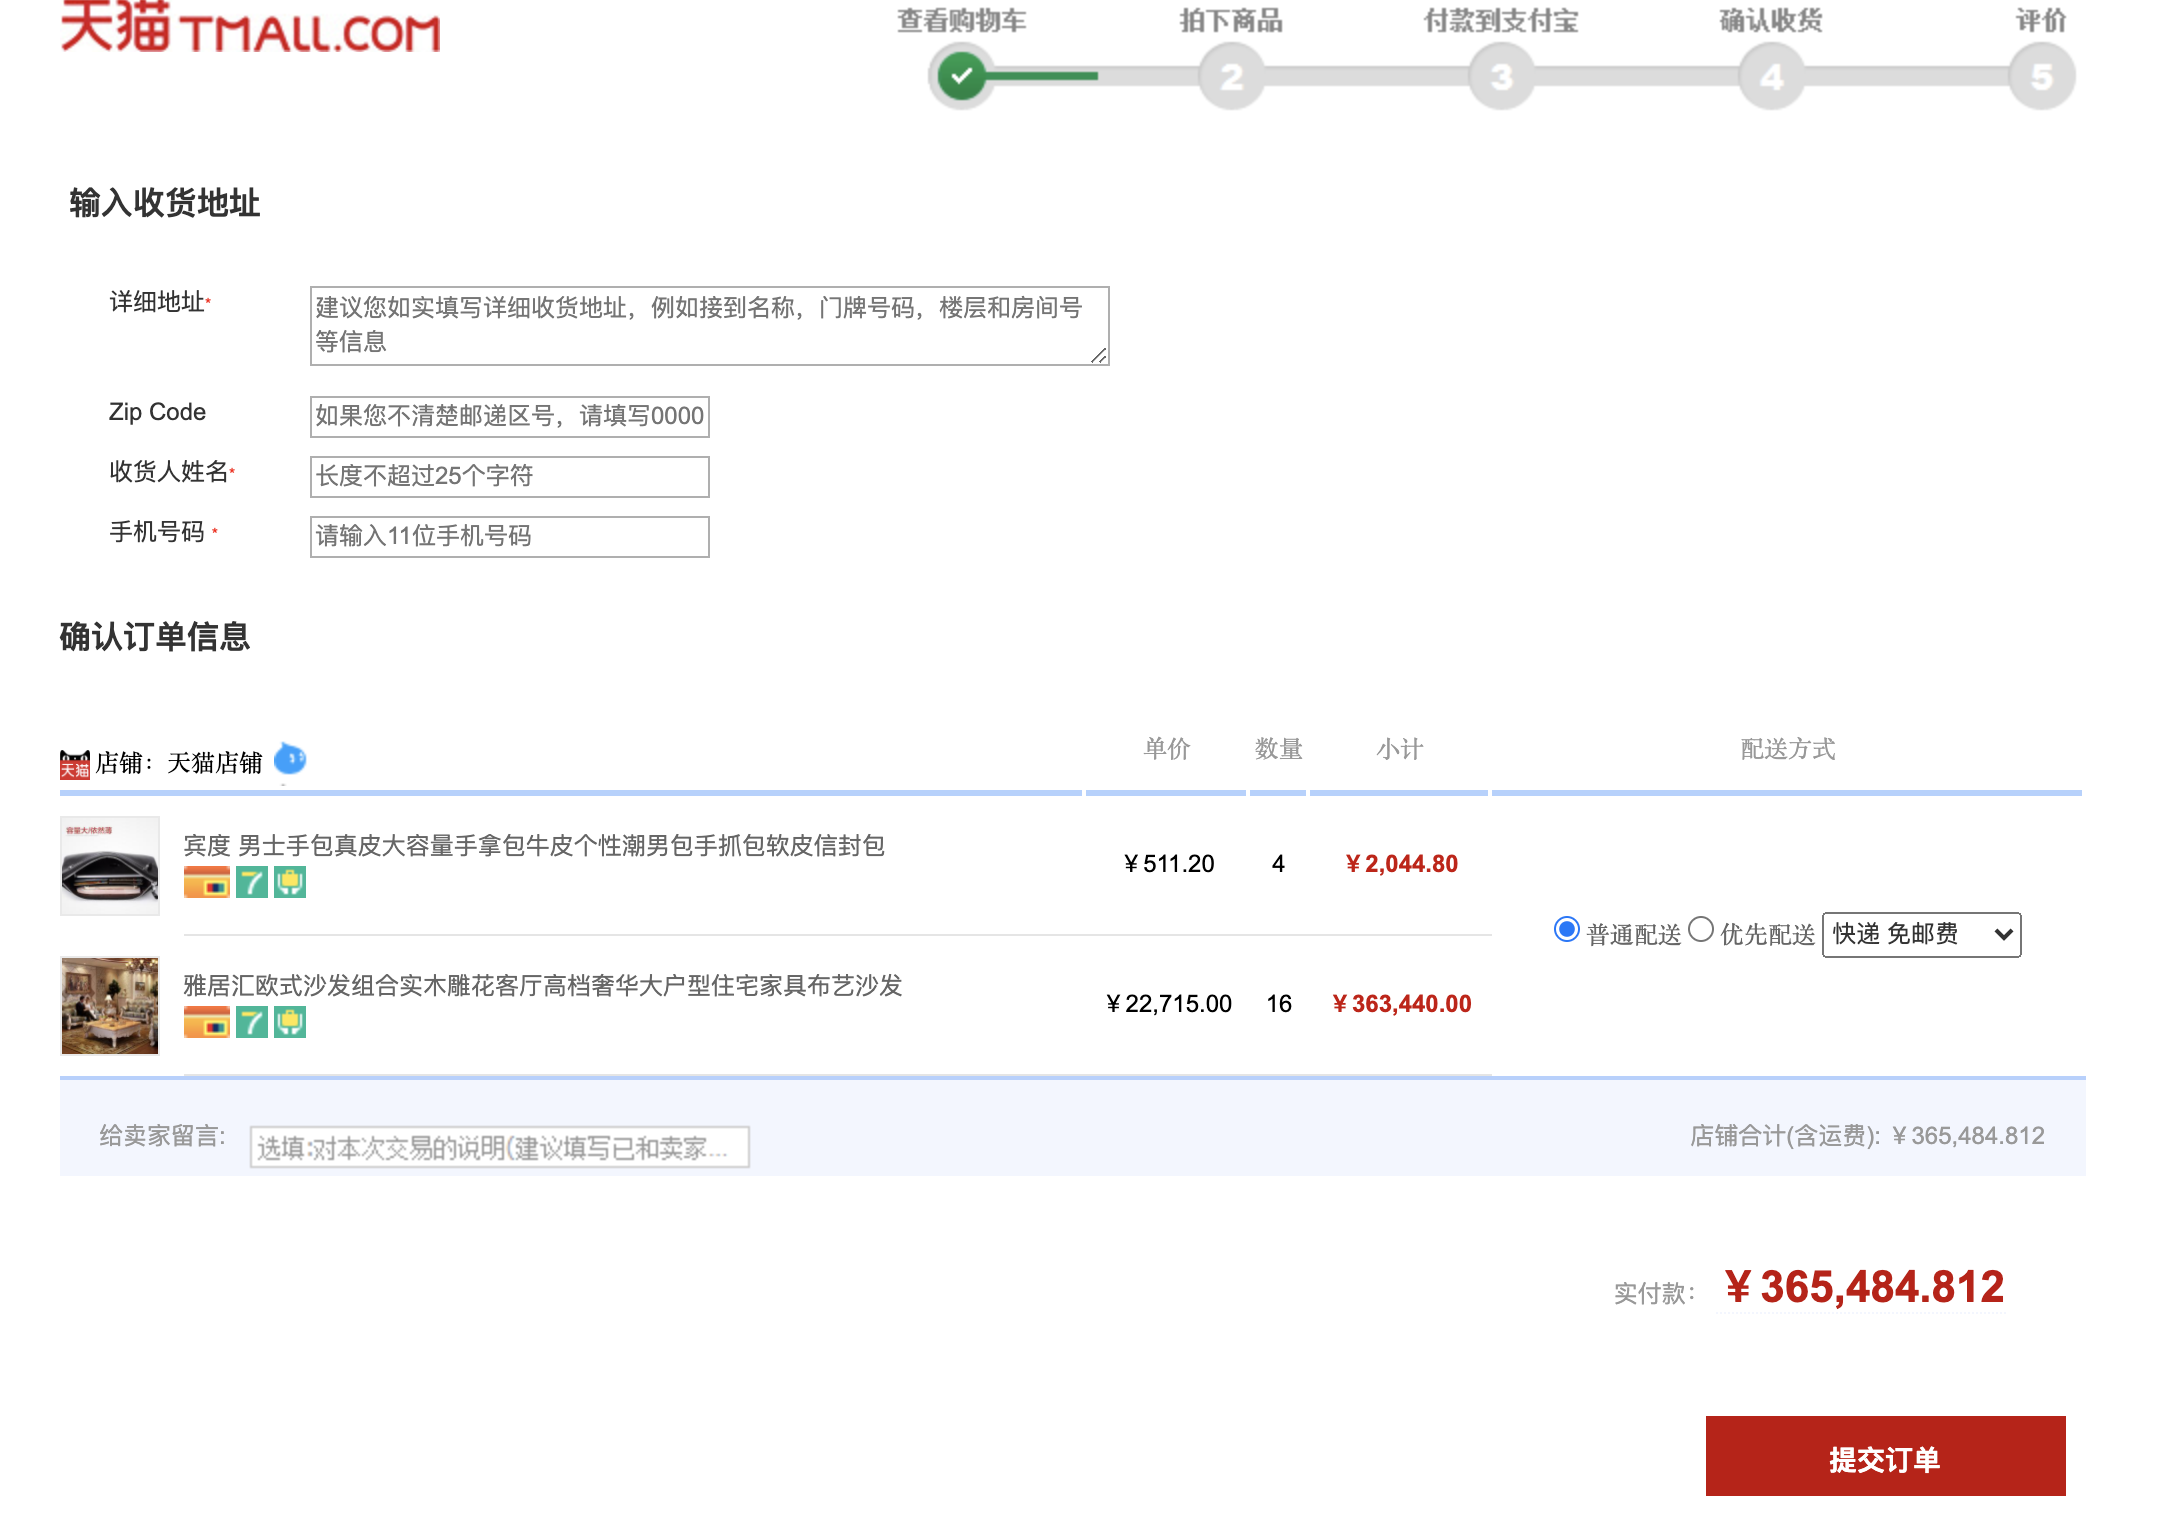 天猫 TMALL.COM
查看购物车 拍下商品 付款到支付宝 确认收货 评价
2 3 4 5
输入收货地址
详细地址*
建议您如实填写详细收货地址，例如接到名称，门牌号码，楼层和房间号
等信息
Zip Code 如果您不清楚邮递区号，请填写0000
收货人姓名* 长度不超过25个字符
手机号码 * 请输入11位手机号码
确认订单信息
天猫 店铺：天猫店铺 单价 数量 小计 配送方式
容量大/依然薄
宾度 男士手包真皮大容量手拿包牛皮个性潮男包手抓包软皮信封包
7
￥511.20 4 ￥2,044.80
普通配送 优先配送 快递 免邮费
雅居汇欧式沙发组合实木雕花客厅高档奢华大户型住宅家具布艺沙发
7
￥22,715.00 16 ￥363,440.00
给卖家留言: 选填:对本次交易的说明(建议填写已和卖家... 店铺合计(含运费): ￥365,484.812
实付款： ￥365,484.812
提交订单